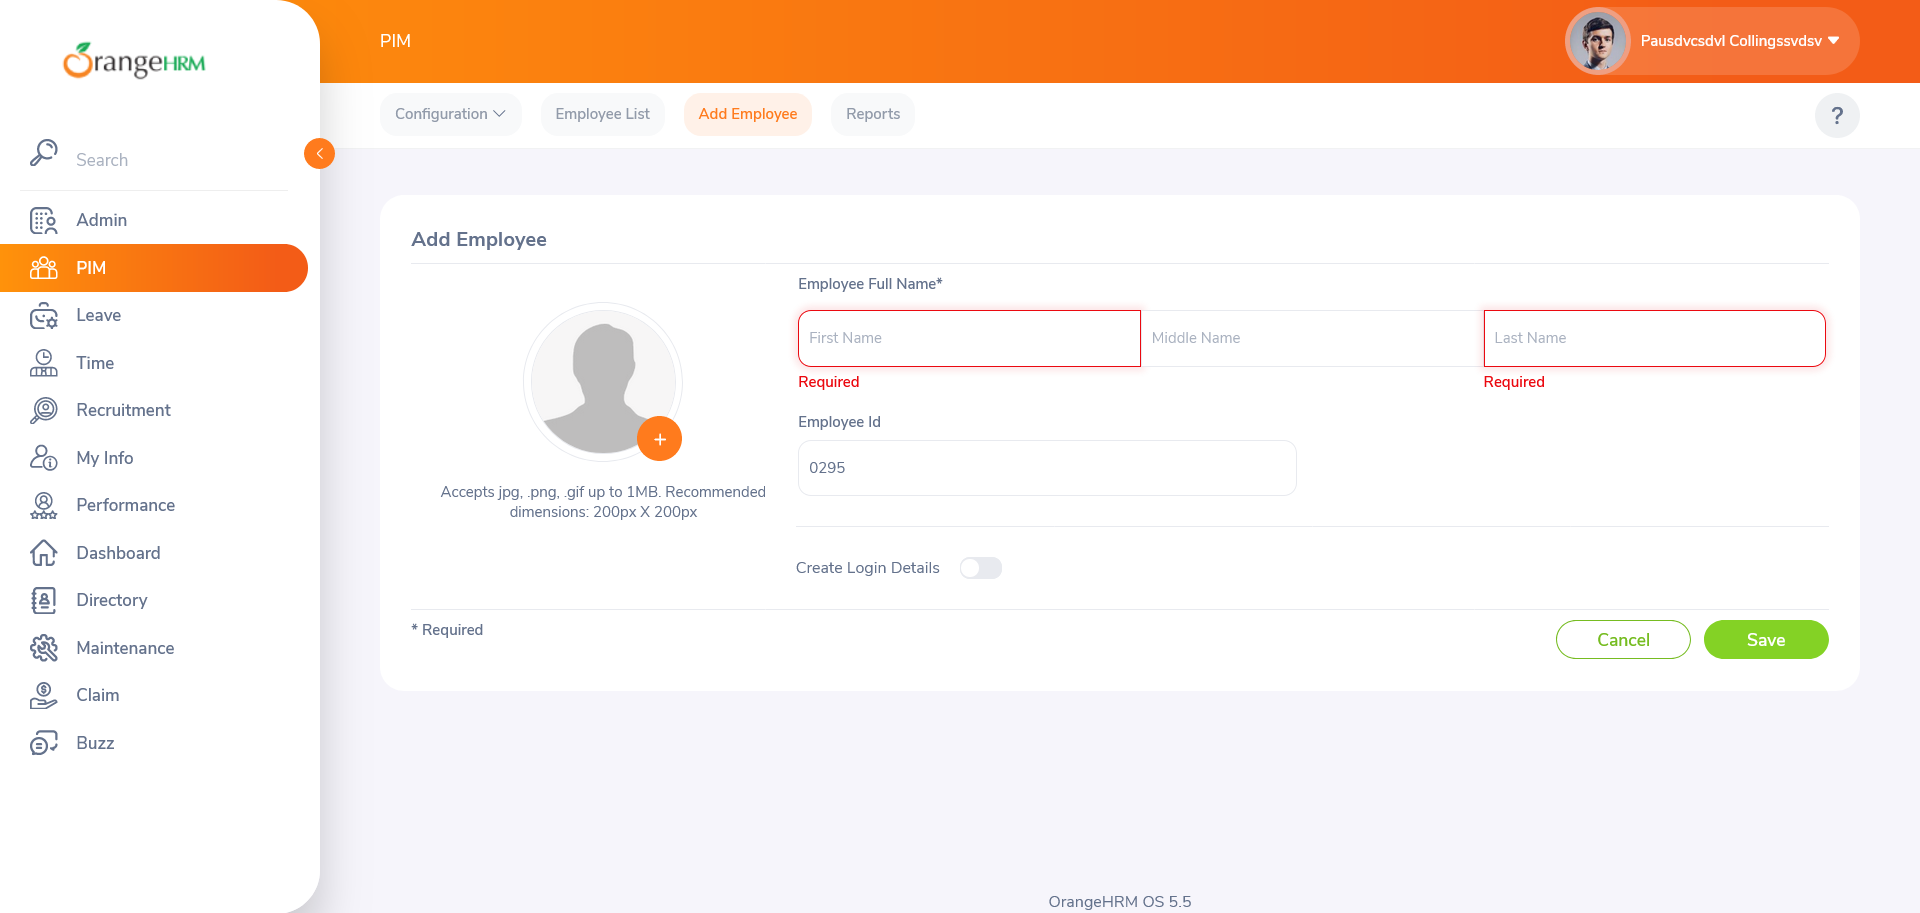 OrangeHRM
PIM
Pausdvcsdvl Collingssvdsv
Configuration
Employee List
Add Employee
Reports
?
Search
Admin
PIM
Leave
Time
Recruitment
My Info
Performance
Dashboard
Directory
Maintenance
Claim
Buzz
Add Employee
Accepts jpg, .png, .gif up to 1MB. Recommended
dimensions: 200px X 200px
Employee Full Name*
First Name
Middle Name
Last Name
Required
Required
Employee Id
0295
Create Login Details
* Required
Cancel
Save
OrangeHRM OS 5.5